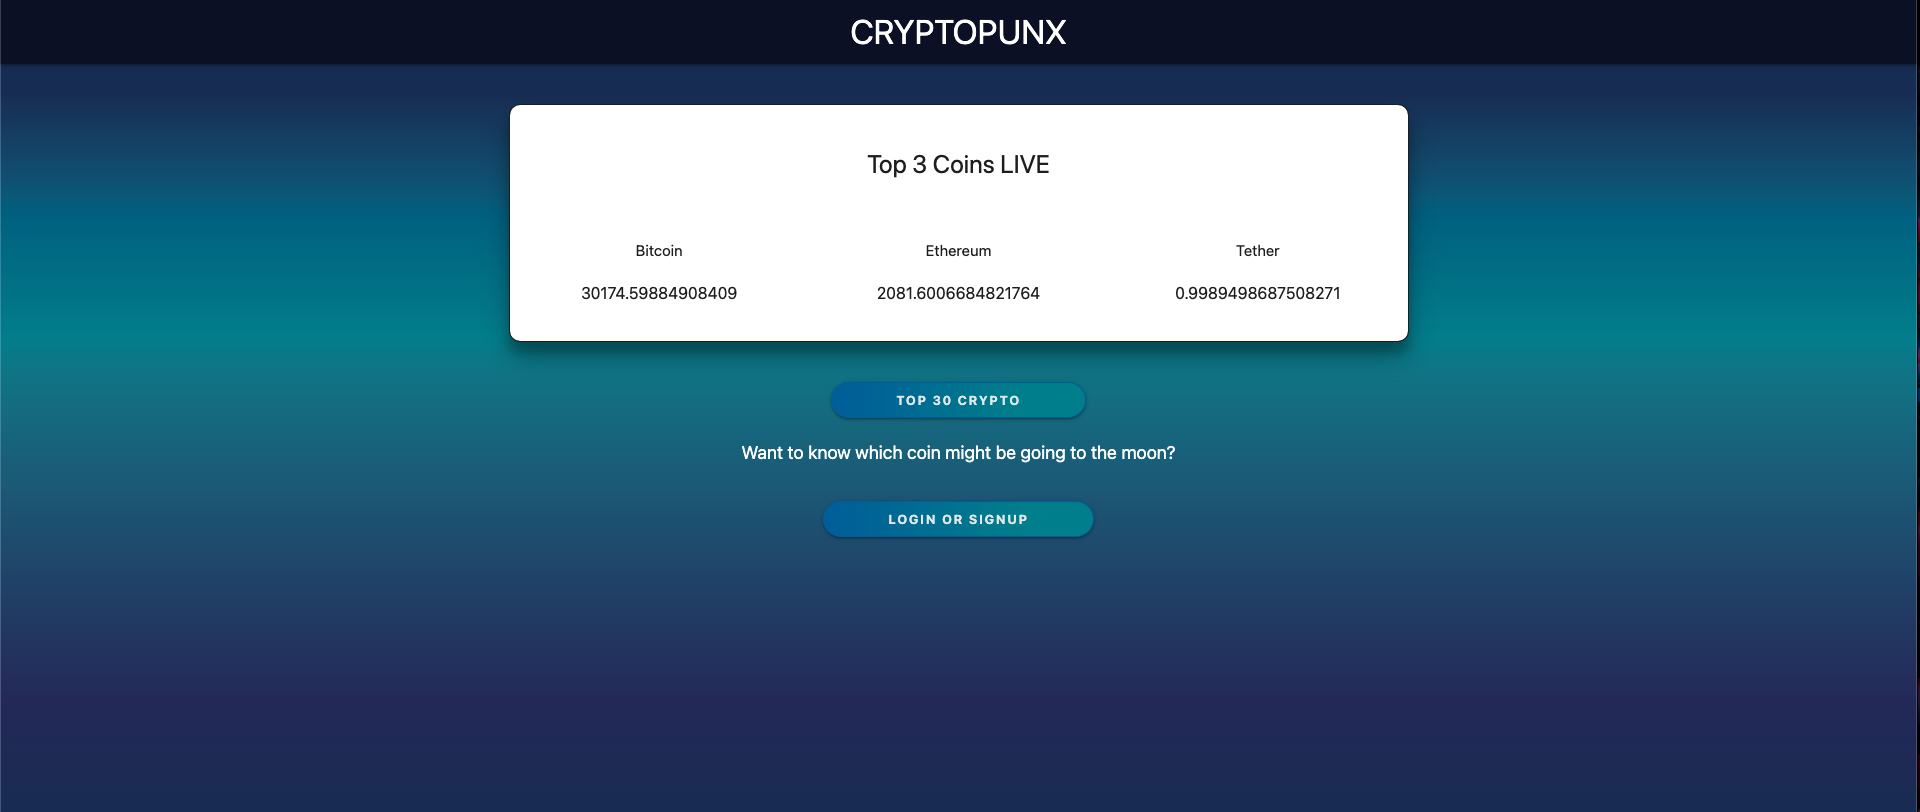 CRYPTOPUNX
Top 3 Coins LIVE
Bitcoin Ethereum Tether
30174.59884908409 2081.6006684821764 0.9989498687508271
TOP 30 CRYPTO
Want to know which coin might be going to the moon?
LOGIN OR SIGNUP